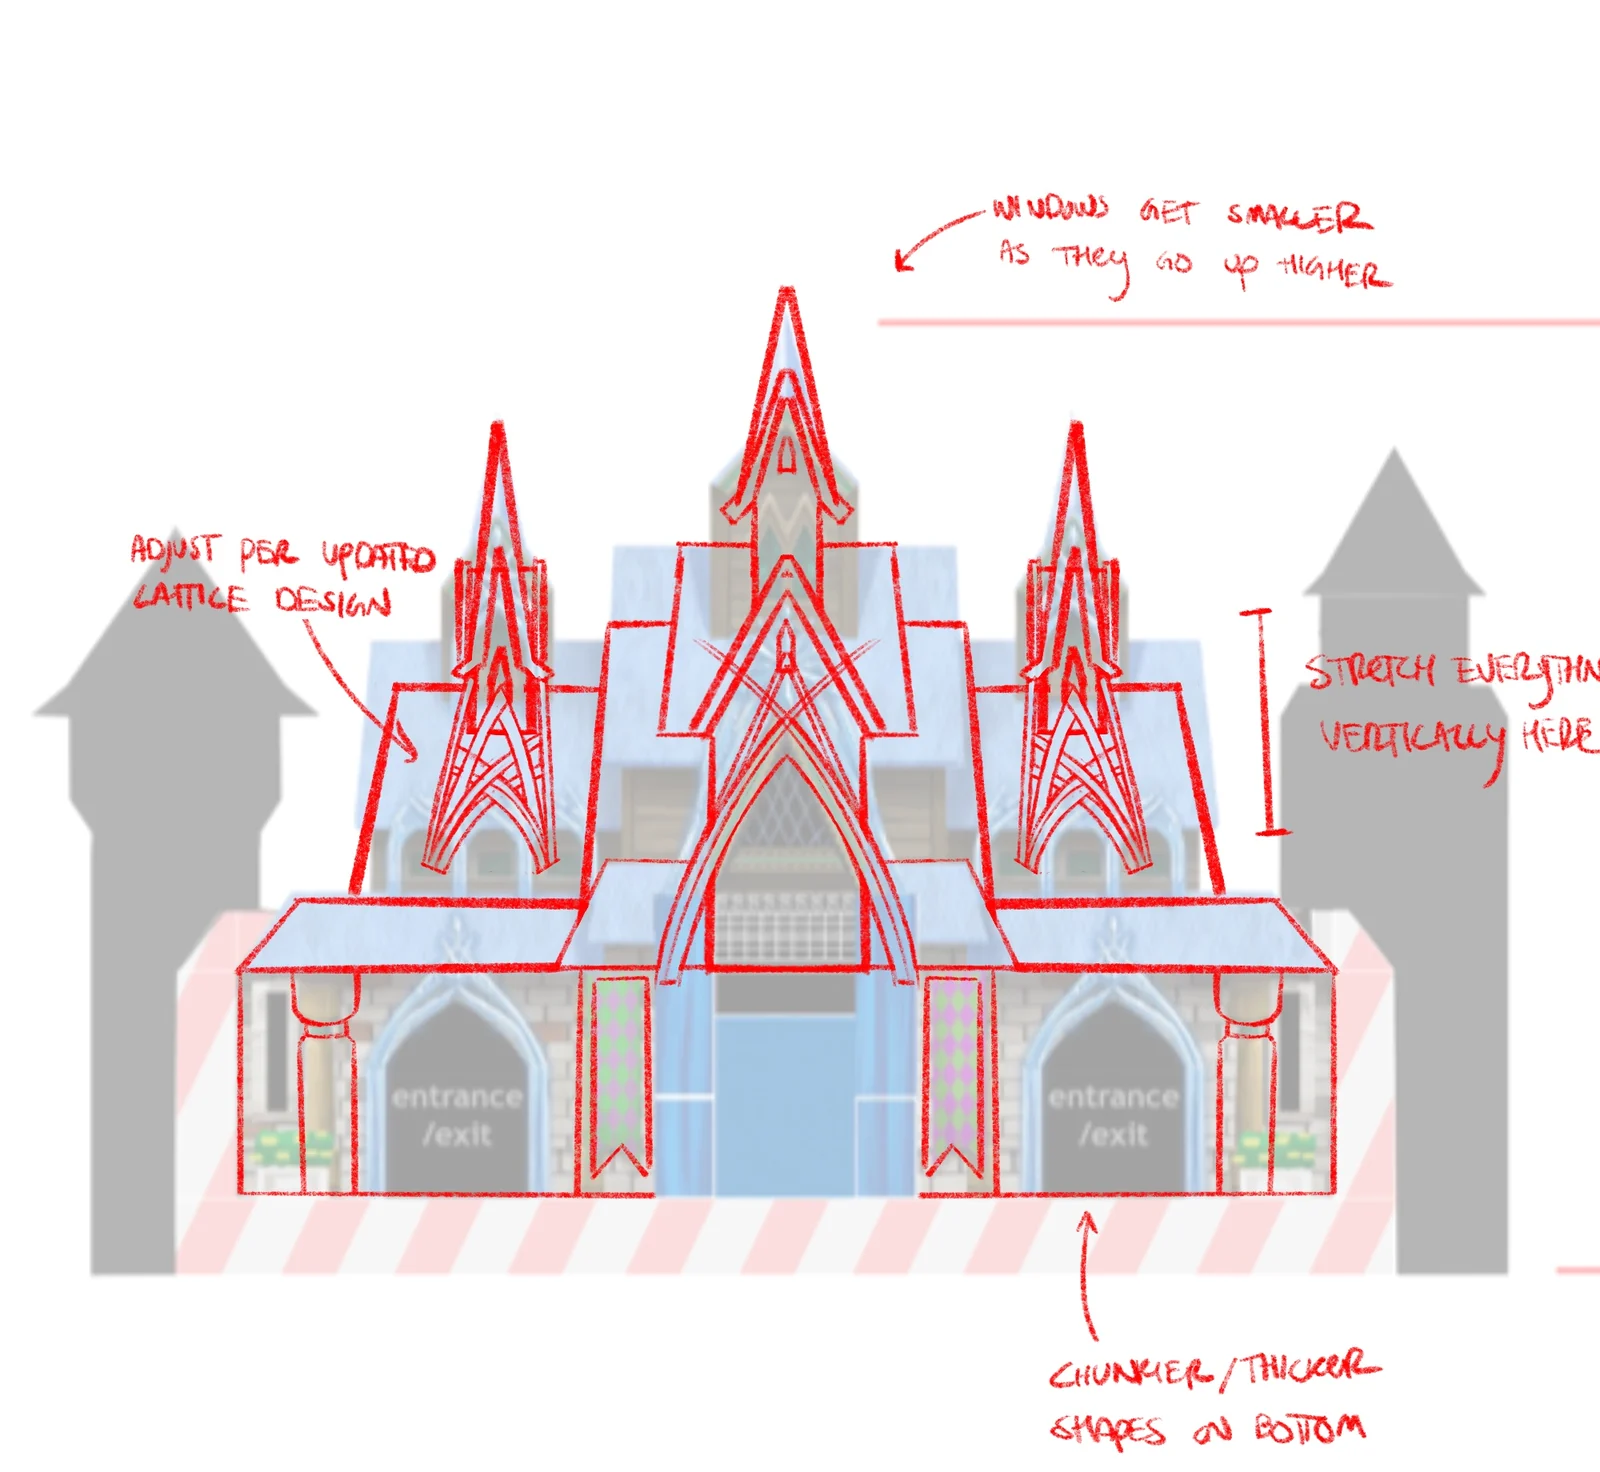 WINDOWS GET SMALLER
AS THEY GO UP HIGHER
ADJUST PER UPDATED
LATTICE DESIGN
STRETCH EVERYTHIN
VERTICALLY HERE
entrance
/exit
entrance
/exit
CHUNKIER/THICKER
SHAPES ON BOTTOM